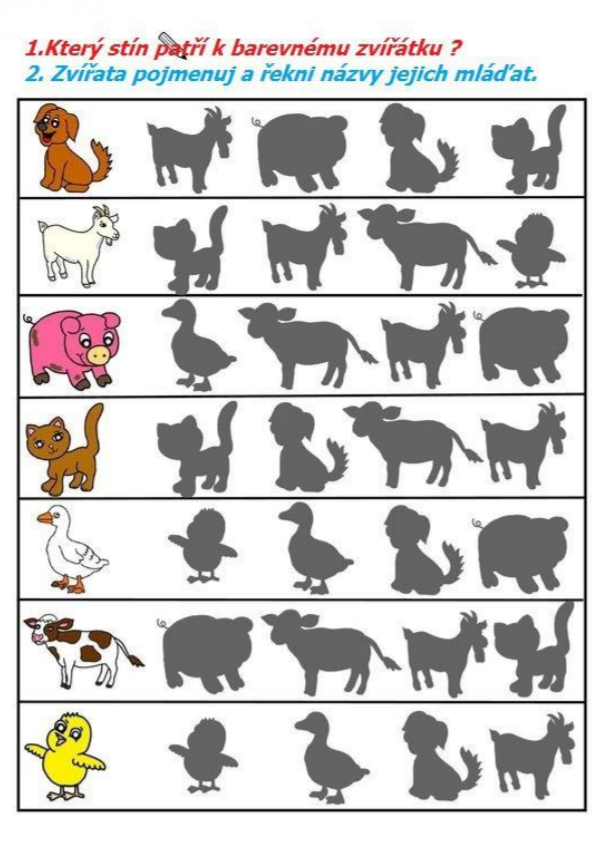 1.Který stín patří k barevnému zvířátku ?
2. Zvířata pojmenuj a řekni názvy jejich mláďat.